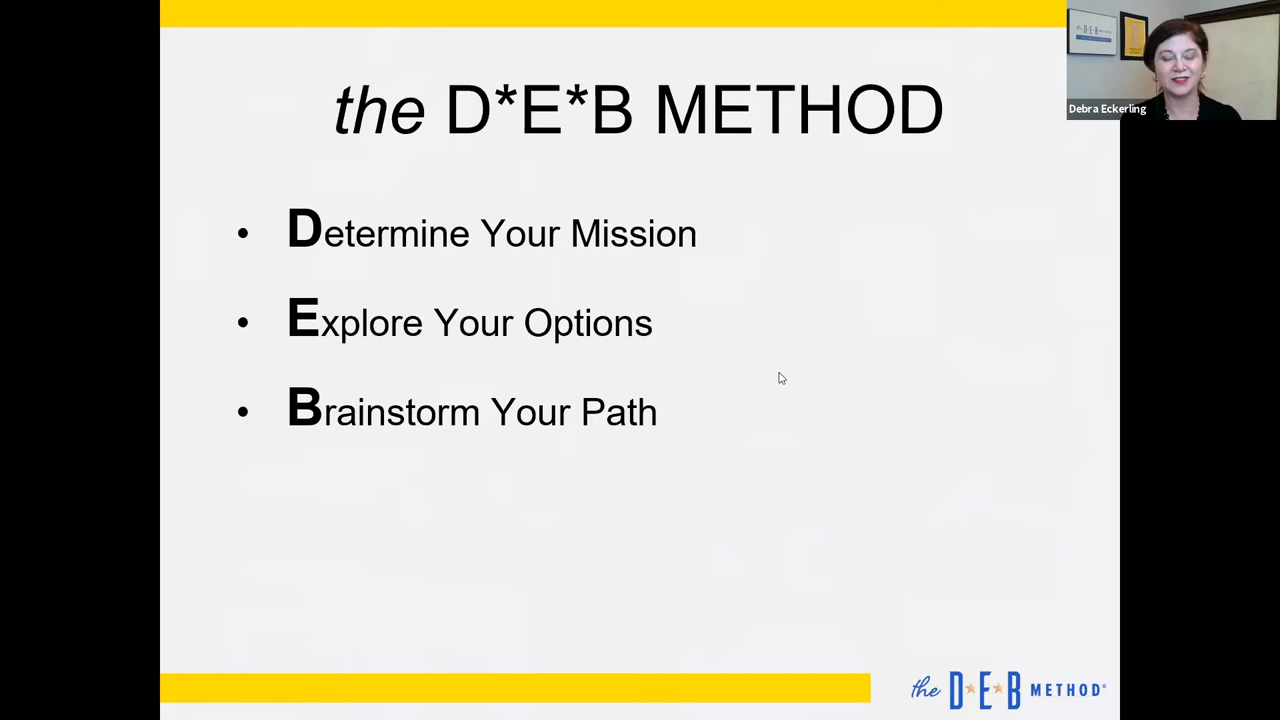 the D*E*B METHOD
• Determine Your Mission
• Explore Your Options
• Brainstorm Your Path
the D*E*B METHOD®
Debra Eckerling